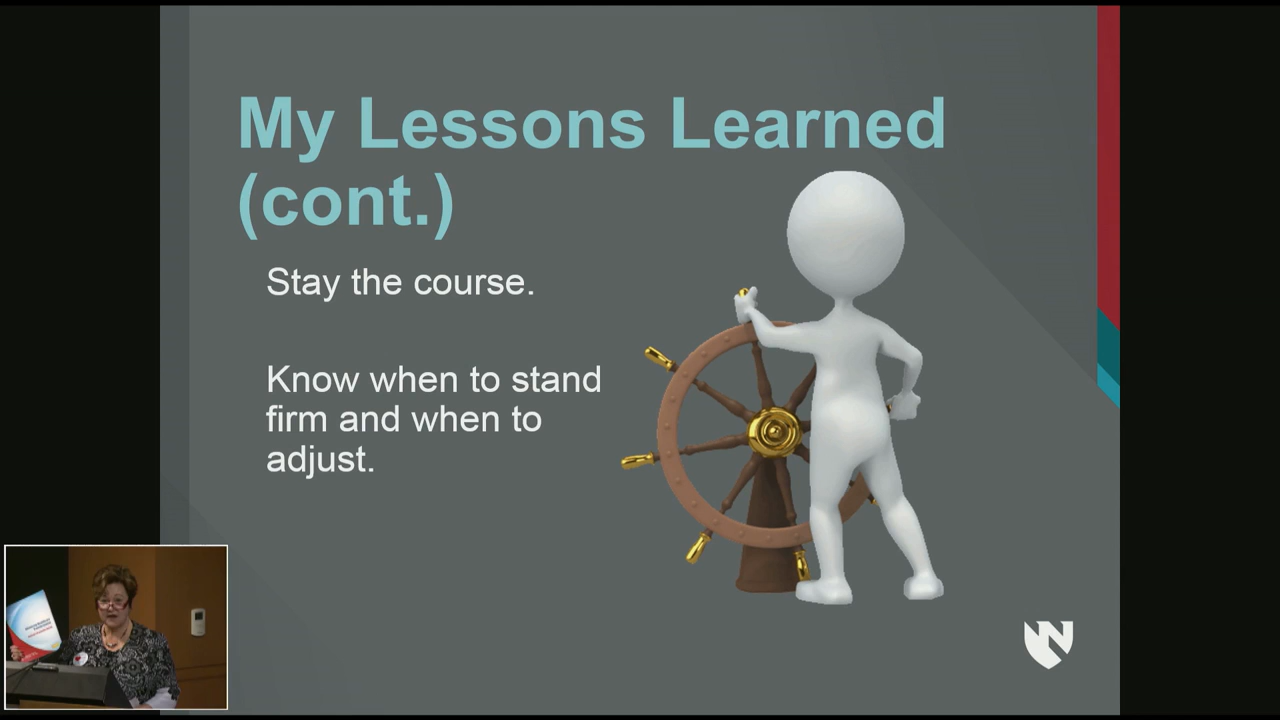 My Lessons Learned
(cont.)
Stay the course.
Know when to stand
firm and when to
adjust.